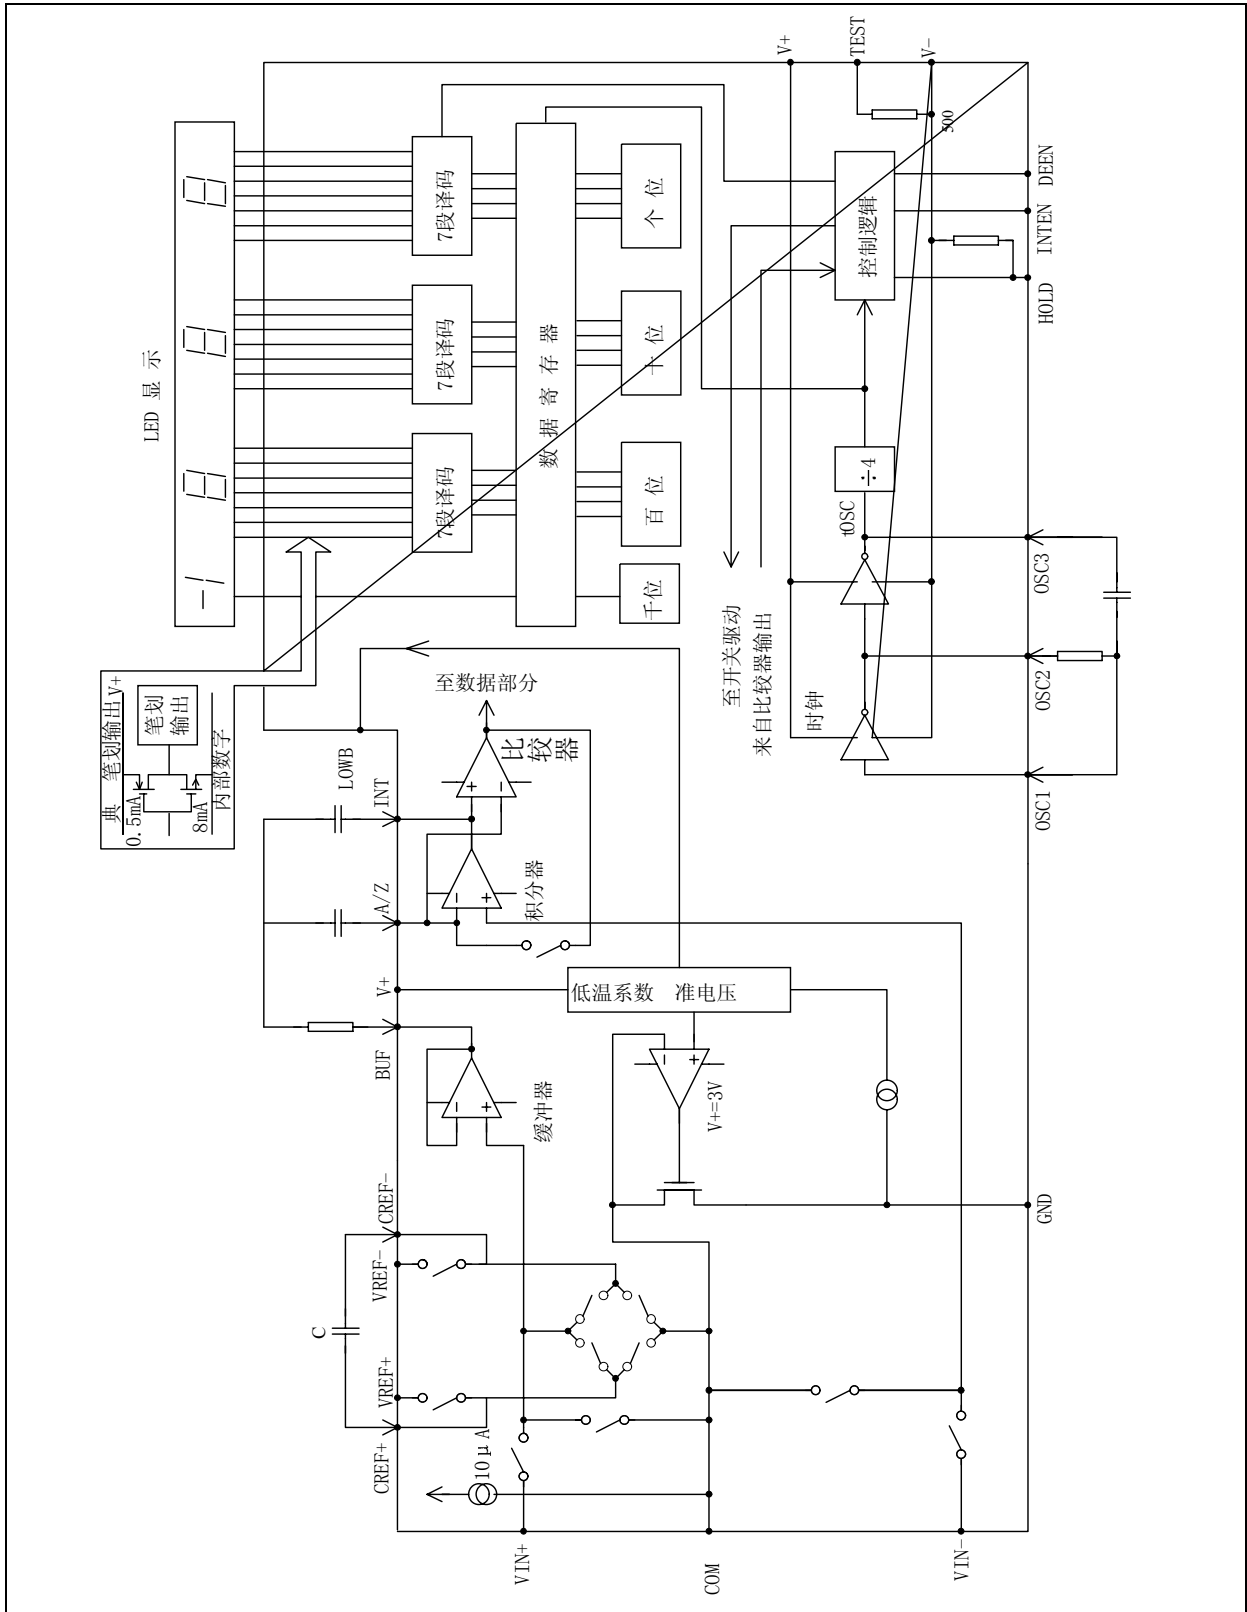 LED 显 示
7段译码
7段译码
7段译码
数 据 寄 存 器
个 位
十 位
百 位
千位
V+
TEST
V-
500
控制逻辑
DEEN
INTEN
HOLD
÷4
tOSC
OSC3
OSC2
OSC1
时钟
至开关驱动
来自比较器输出
典 笔划输出
V+
笔划
输出
0.5mA
8mA
内部数字
至数据部分
LOWB
INT
比较器
A/Z
积分器
V+
低温系数 准电压
BUF
缓冲器
V+=3V
CREF-
VREF-
C
VREF+
CREF+
10μA
GND
VIN+
COM
VIN-